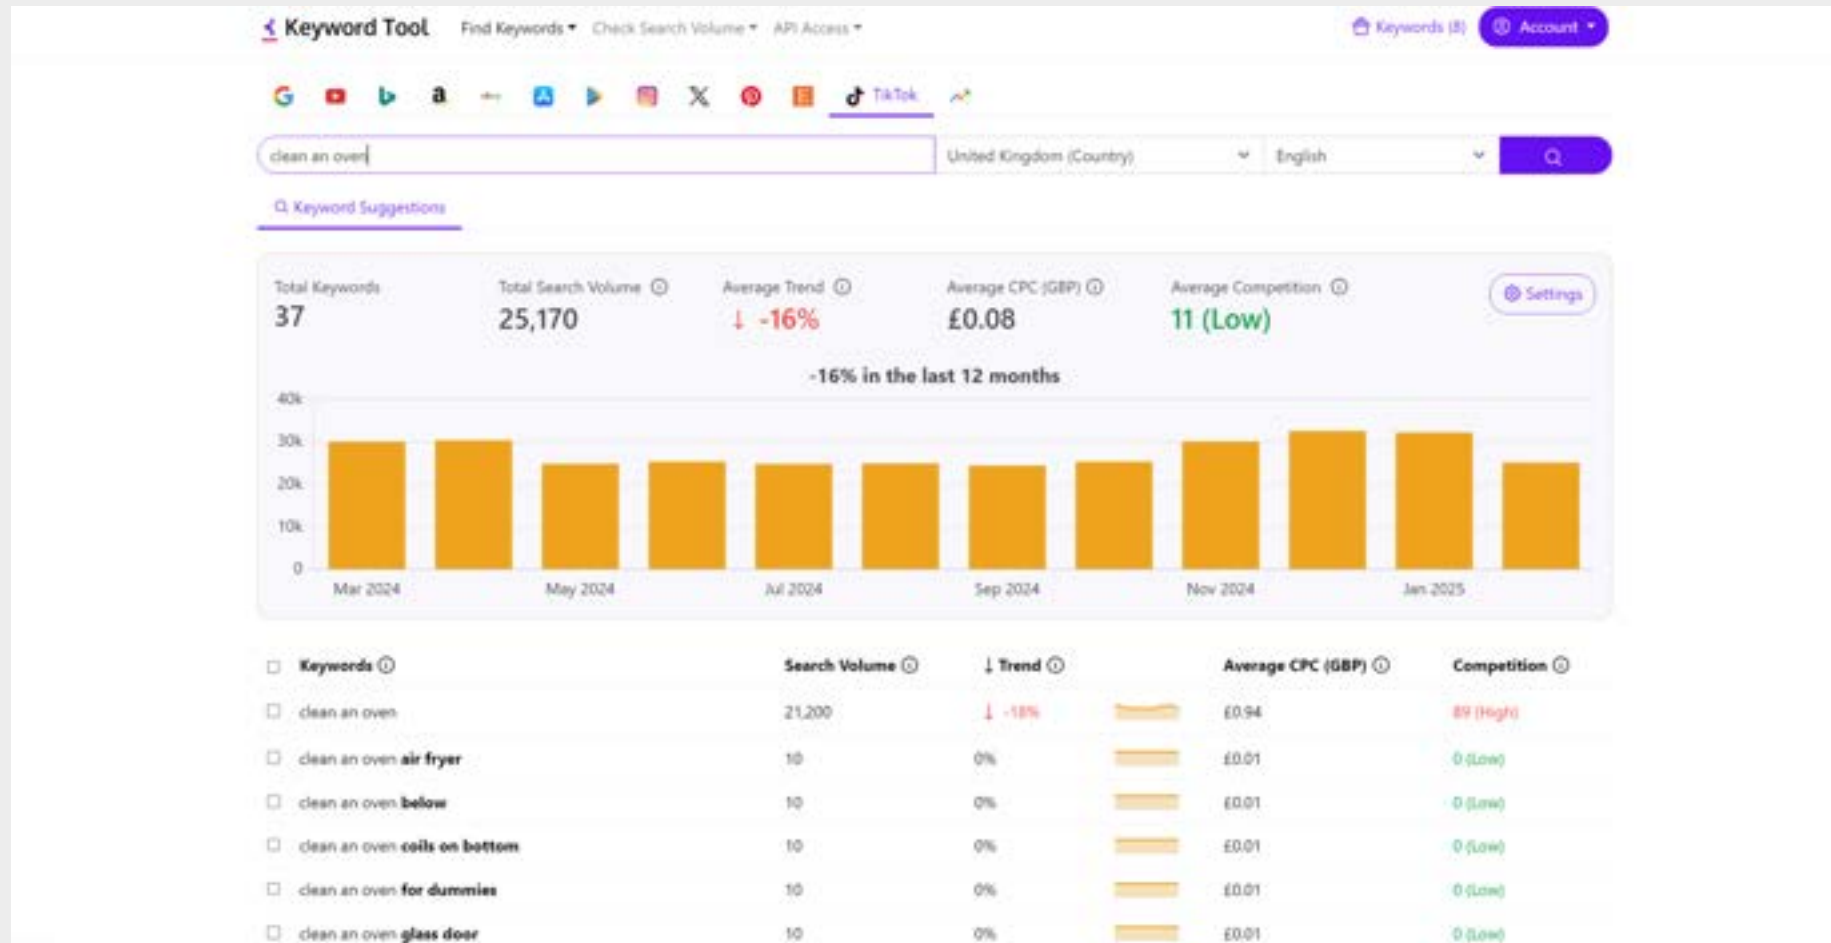 Keyword Tool Find Keywords Check Search Volume API Access Keywords (8) Account
TikTok
clean an oven United Kingdom (Country) English
Keyword Suggestions
Total Keywords Total Search Volume Average Trend Average CPC (GBP) Average Competition Settings
37 25,170 ↓ -16% £0.08 11 (Low)
-16% in the last 12 months
40k
30k
20k
10k
0
Mar 2024 May 2024 Jul 2024 Sep 2024 Nov 2024 Jan 2025
Keywords Search Volume ↓ Trend Average CPC (GBP) Competition
clean an oven 21,200 ↓ -18% £0.94 89 (High)
clean an oven air fryer 10 0% £0.01 0 (Low)
clean an oven below 10 0% £0.01 0 (Low)
clean an oven coils on bottom 10 0% £0.01 0 (Low)
clean an oven for dummies 10 0% £0.01 0 (Low)
clean an oven glass door 10 0% £0.01 0 (Low)